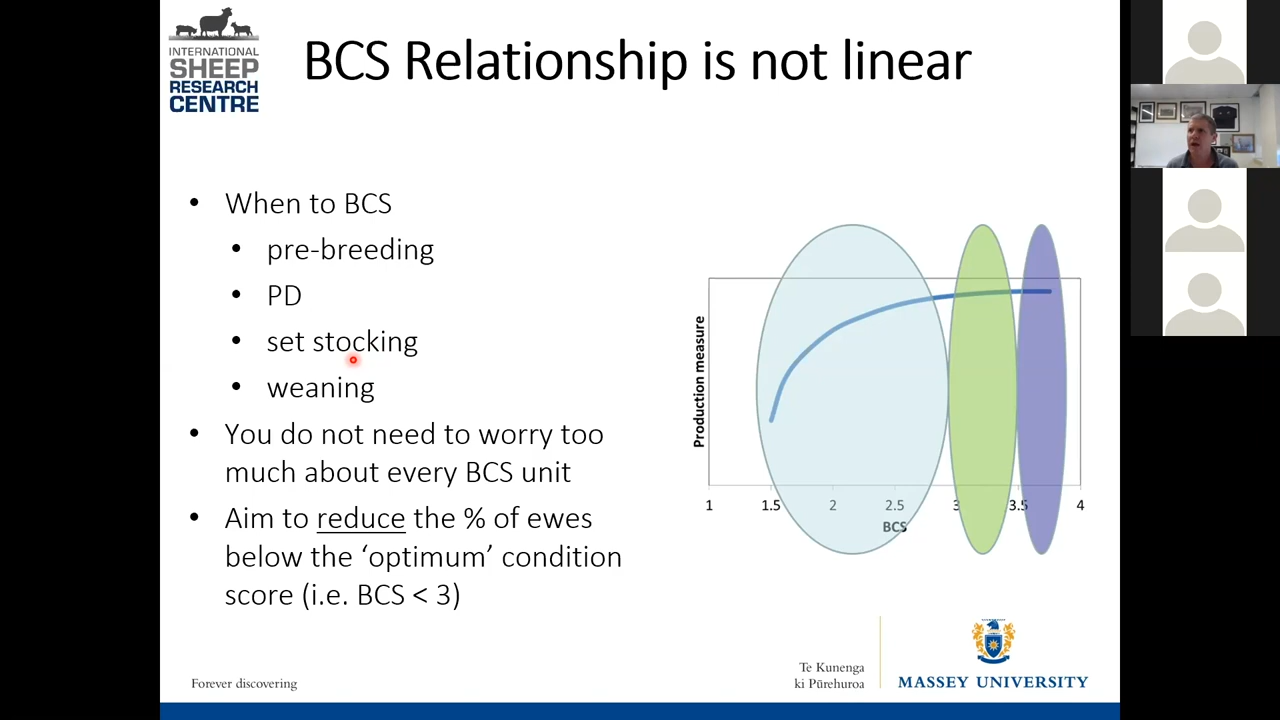 INTERNATIONAL
SHEEP
RESEARCH
CENTRE
BCS Relationship is not linear
• When to BCS
• pre-breeding
• PD
• set stocking
• weaning
• You do not need to worry too
much about every BCS unit
• Aim to reduce the % of ewes
below the ‘optimum’ condition
score (i.e. BCS < 3)
Production measure
1 1.5 2 2.5 3 3.5 4
BCS
Forever discovering
Te Kunenga
ki Pūrehuroa
MASSEY UNIVERSITY